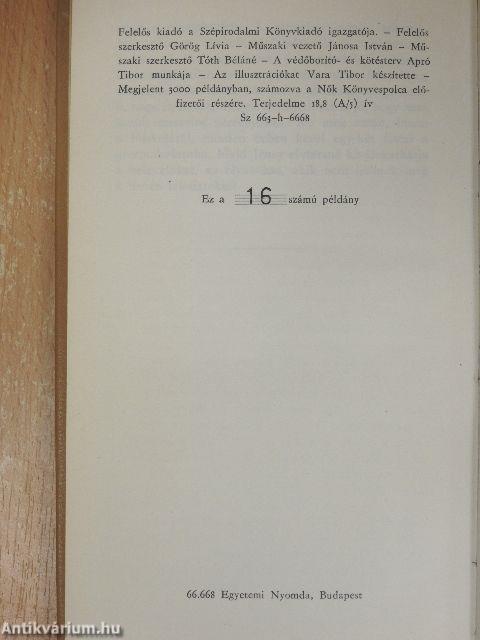 Felelős kiadó a Szépirodalmi Könyvkiadó igazgatója. – Felelős
szerkesztő Görög Lívia – Műszaki vezető Jánosa István – Mű-
szaki szerkesztő Tóth Béláné – A védőborító- és kötésterv Apró
Tibor munkája – Az illusztrációkat Vara Tibor készítette –
Megjelent 5000 példányban, számozva a Nők Könyvespolca elő-
fizetői részére. Terjedelme 18,8 (A/5) ív
Sz 663-h-6668
Ez a 16 számú példány
66.668 Egyetemi Nyomda, Budapest
Antikvárium.hu